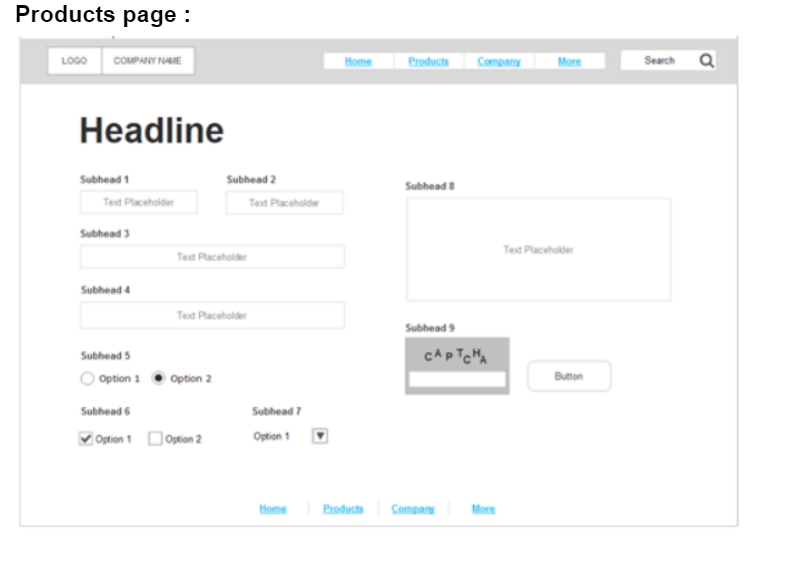 Products page :
LOGO COMPANY NAME Home Products Company More Search
Headline
Subhead 1 Subhead 2
Text Placeholder Text Placeholder
Subhead 3
Text Placeholder
Subhead 4
Text Placeholder
Subhead 5
Option 1 Option 2
Subhead 6 Subhead 7
Option 1 Option 2 Option 1
Subhead 8
Text Placeholder
Subhead 9
CAPTCHA
Button
Home Products Company More